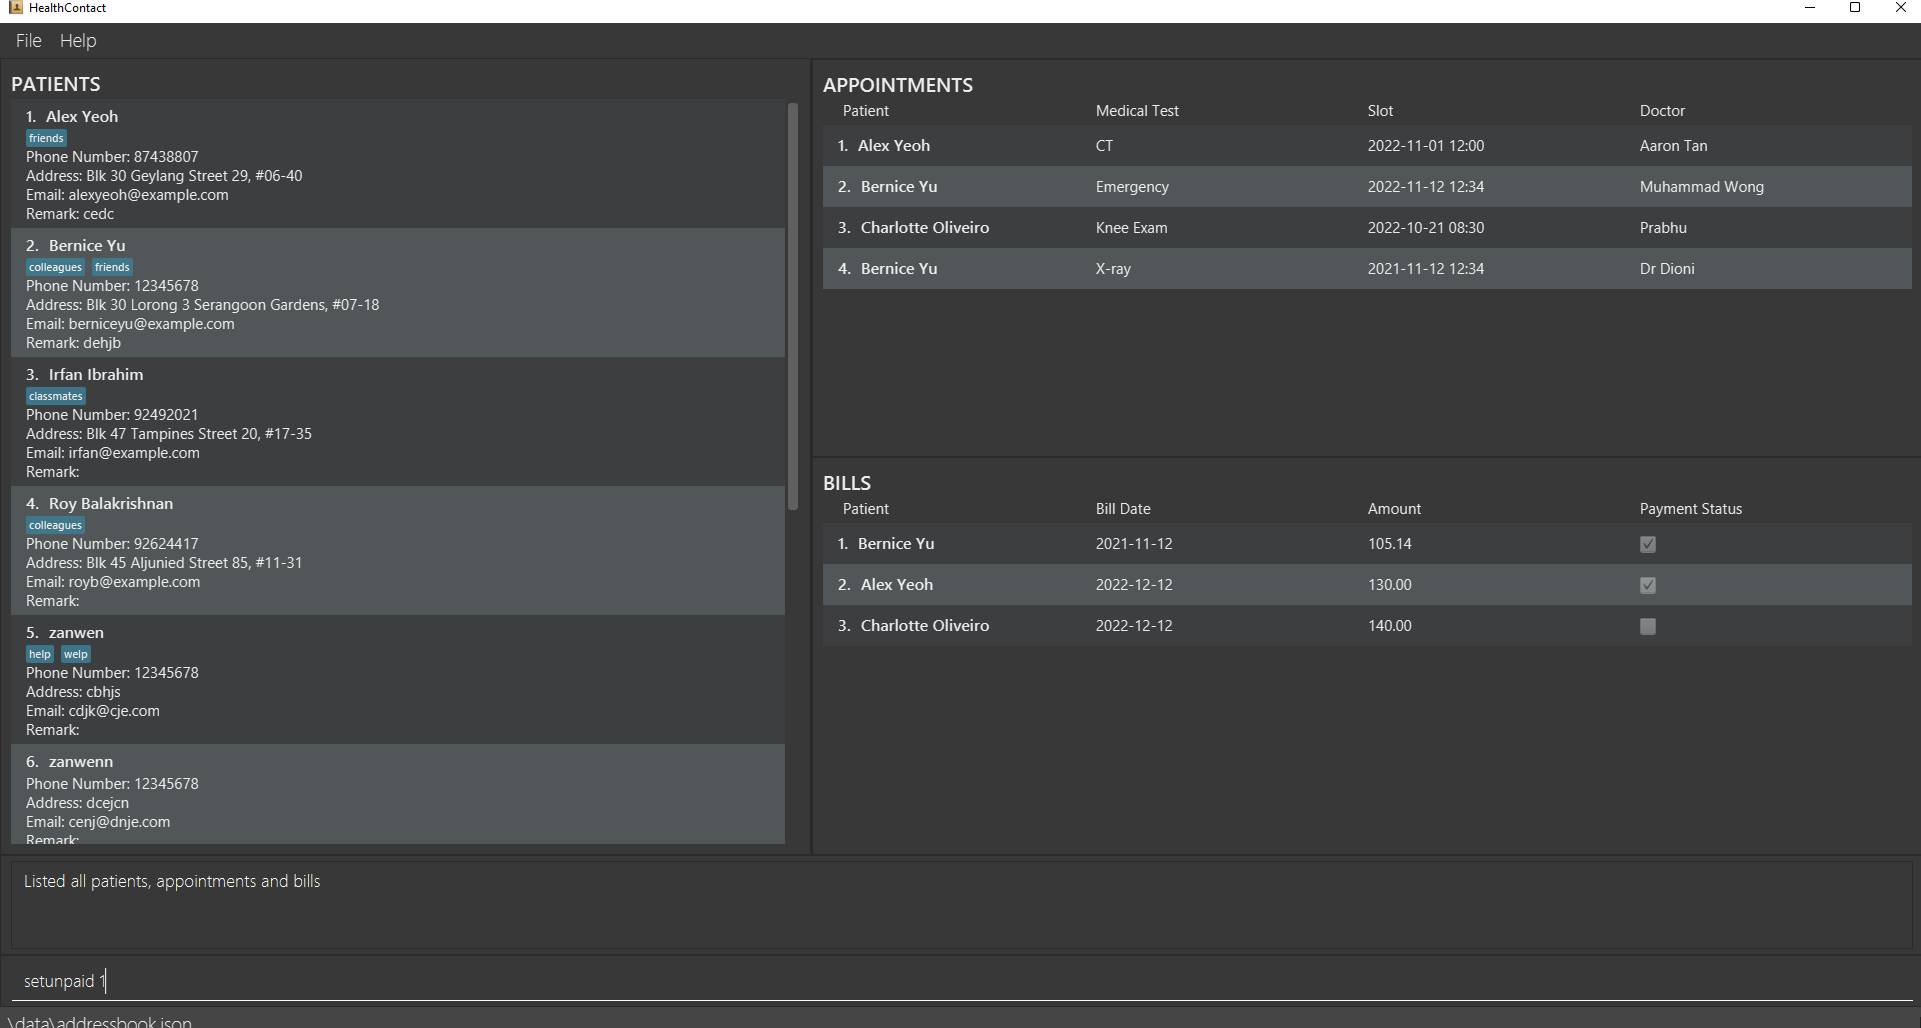 HealthContact
File Help
PATIENTS
1. Alex Yeoh
friends
Phone Number: 87438807
Address: Blk 30 Geylang Street 29, #06-40
Email: alexyeoh@example.com
Remark: cedc
2. Bernice Yu
colleagues friends
Phone Number: 12345678
Address: Blk 30 Lorong 3 Serangoon Gardens, #07-18
Email: berniceyu@example.com
Remark: dehjb
3. Irfan Ibrahim
classmates
Phone Number: 92492021
Address: Blk 47 Tampines Street 20, #17-35
Email: irfan@example.com
Remark:
4. Roy Balakrishnan
colleagues
Phone Number: 92624417
Address: Blk 45 Aljunied Street 85, #11-31
Email: royb@example.com
Remark:
5. zanwen
help welp
Phone Number: 12345678
Address: cbhjs
Email: cdjk@cje.com
Remark:
6. zanwenn
Phone Number: 12345678
Address: dcejcn
Email: cenj@dnje.com
Remark:
APPOINTMENTS
Patient Medical Test Slot Doctor
1. Alex Yeoh CT 2022-11-01 12:00 Aaron Tan
2. Bernice Yu Emergency 2022-11-12 12:34 Muhammad Wong
3. Charlotte Oliveiro Knee Exam 2022-10-21 08:30 Prabhu
4. Bernice Yu X-ray 2021-11-12 12:34 Dr Dioni
BILLS
Patient Bill Date Amount Payment Status
1. Bernice Yu 2021-11-12 105.14
2. Alex Yeoh 2022-12-12 130.00
3. Charlotte Oliveiro 2022-12-12 140.00
Listed all patients, appointments and bills
setunpaid 1
\data\addressbook.json